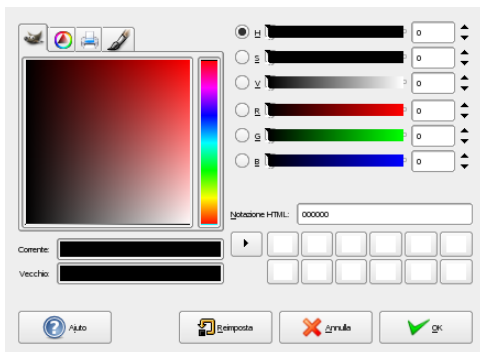 H 0
S 0
V 0
R 0
G 0
B 0
Notazione HTML: 000000
Corrente:
Vecchio:
Aiuto Reimposta Annulla OK